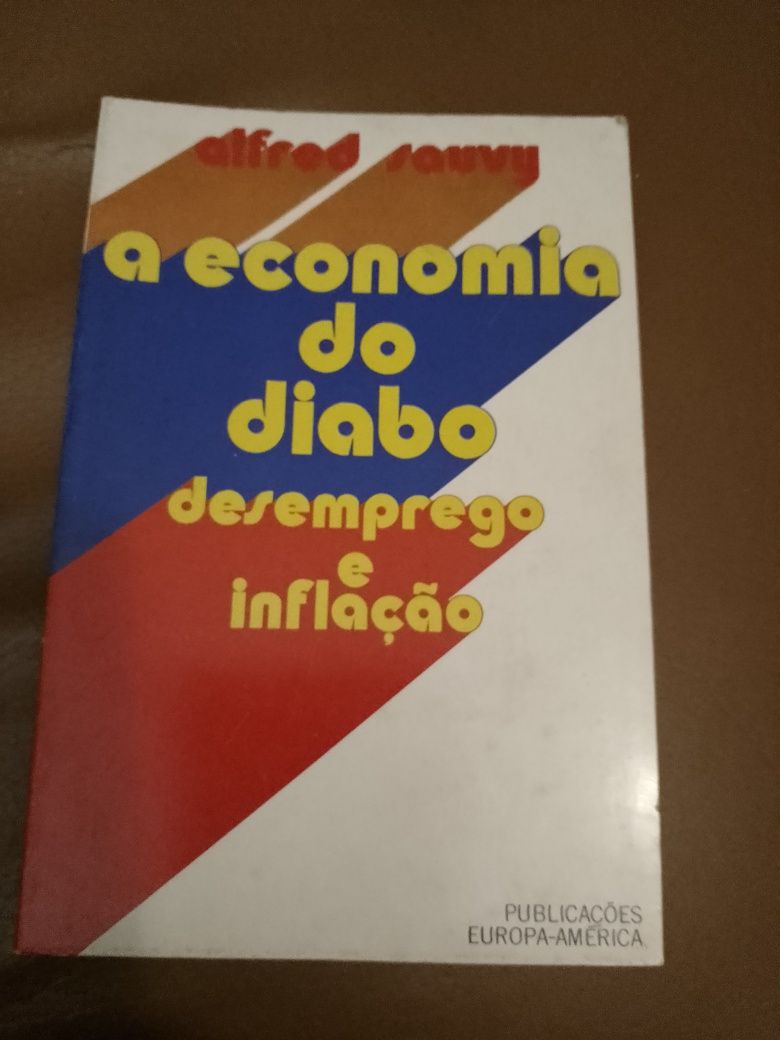 alfred sauvy
a economia
do
diabo
desemprego
e
inflação
PUBLICAÇÕES
EUROPA-AMÉRICA